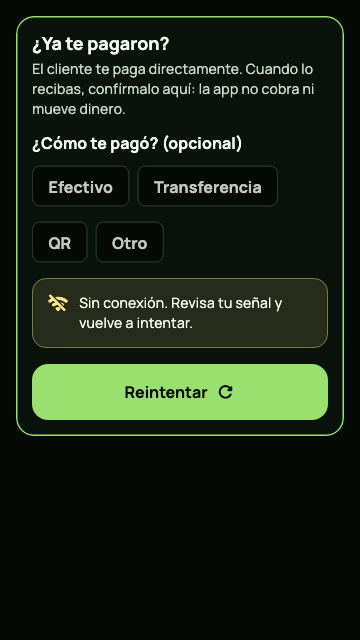 ¿Ya te pagaron?
El cliente te paga directamente. Cuando lo
recibas, confírmalo aquí: la app no cobra ni
mueve dinero.
¿Cómo te pagó? (opcional)
Efectivo
Transferencia
QR
Otro
Sin conexión. Revisa tu señal y
vuelve a intentar.
Reintentar